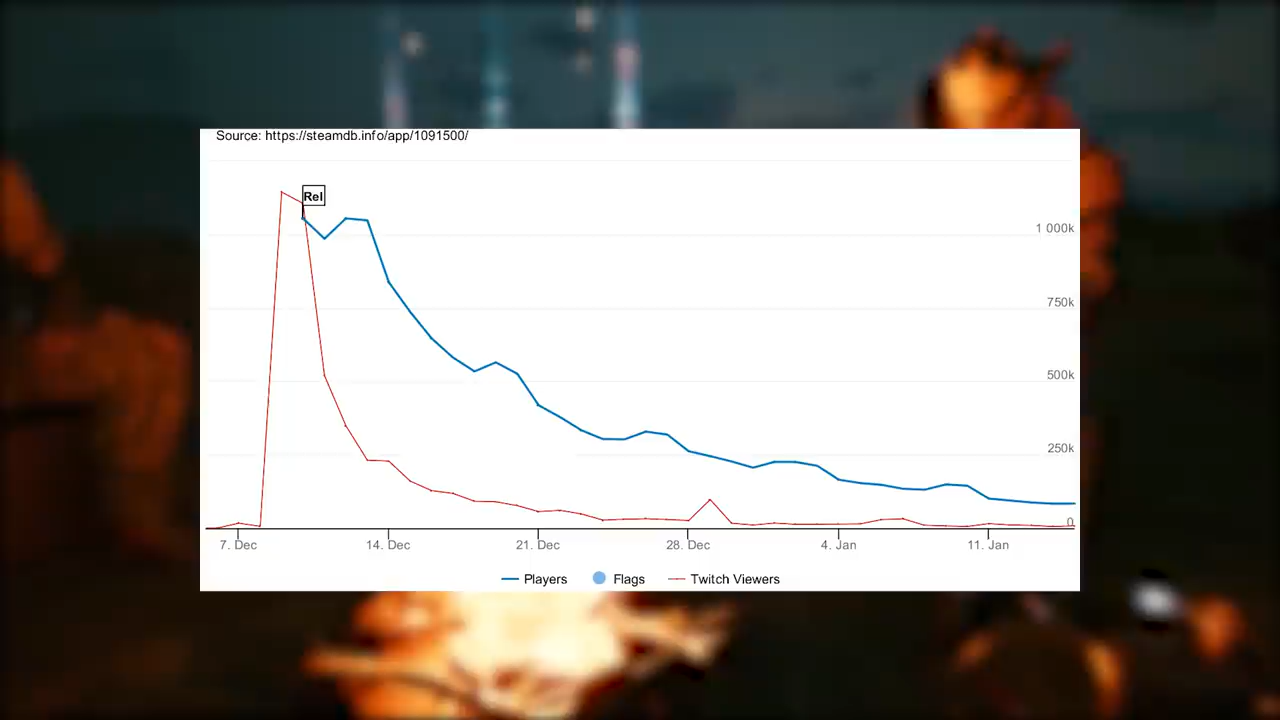 Source: https://steamdb.info/app/1091500/
Rel
1 000k
750k
500k
250k
0
7. Dec 14. Dec 21. Dec 28. Dec 4. Jan 11. Jan
Players Flags Twitch Viewers